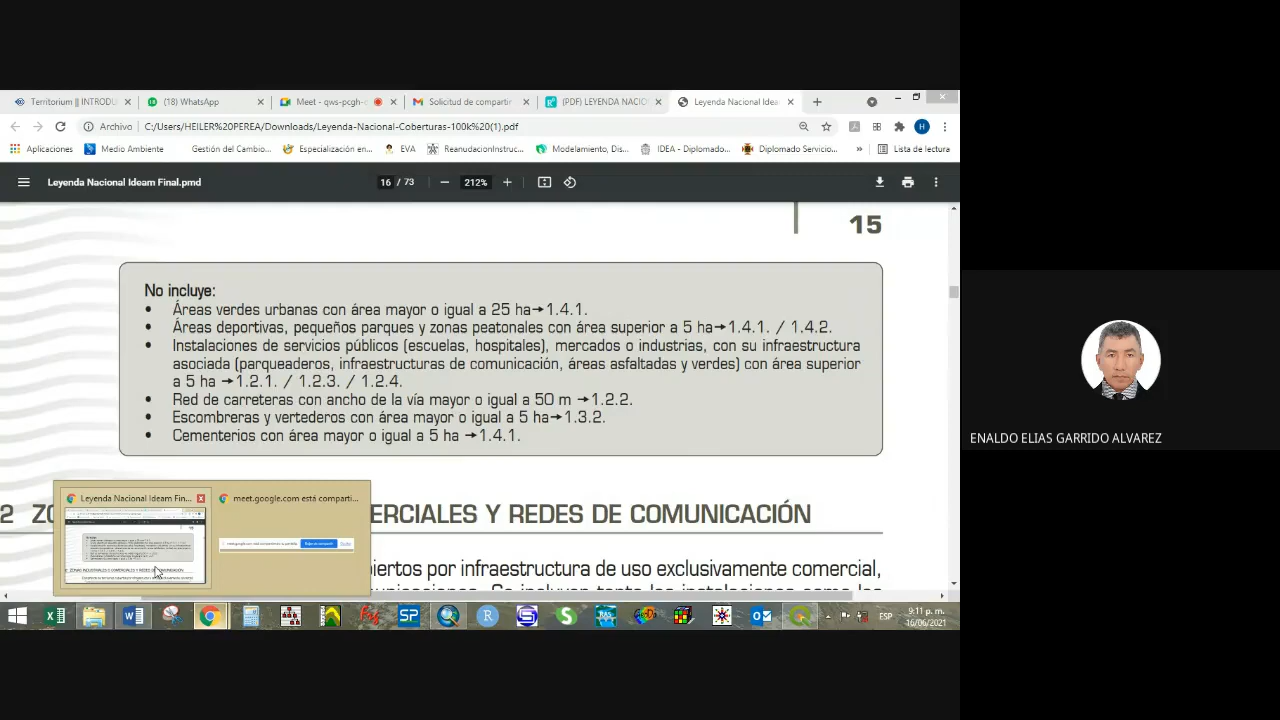 Territorium || INTRODU
(18) WhatsApp
Meet - qws-pcgh-e
Solicitud de compartir
(PDF) LEYENDA NACIO
Leyenda Nacional Idea
Archivo
C:/Users/HEILER%20PEREA/Downloads/Leyenda-Nacional-Coberturas-100k%20(1).pdf
H
Aplicaciones
Medio Ambiente
Gestión del Cambio...
Especialización en...
EVA
ReanudacionInstruc...
Modelamiento, Dis...
IDEA - Diplomado...
Diplomado Servicio...
»
Lista de lectura
Leyenda Nacional Ideam Final.pmd
16 / 73
212%
15
No incluye:
• Áreas verdes urbanas con área mayor o igual a 25 ha→1.4.1.
• Áreas deportivas, pequeños parques y zonas peatonales con área superior a 5 ha→1.4.1. / 1.4.2.
• Instalaciones de servicios públicos (escuelas, hospitales), mercados o industrias, con su infraestructura
asociada (parqueaderos, infraestructuras de comunicación, áreas asfaltadas y verdes) con área superior
a 5 ha →1.2.1. / 1.2.3. / 1.2.4.
• Red de carreteras con ancho de la vía mayor o igual a 50 m →1.2.2.
• Escombreras y vertederos con área mayor o igual a 5 ha→1.3.2.
• Cementerios con área mayor o igual a 5 ha →1.4.1.
ENALDO ELIAS GARRIDO ALVAREZ
Leyenda Nacional Ideam Fin...
meet.google.com está comparti...
2 ZO
ERCIALES Y REDES DE COMUNICACIÓN
biertos por infraestructura de uso exclusivamente comercial,
SP
R
ESP
9:11 p. m.
16/06/2021